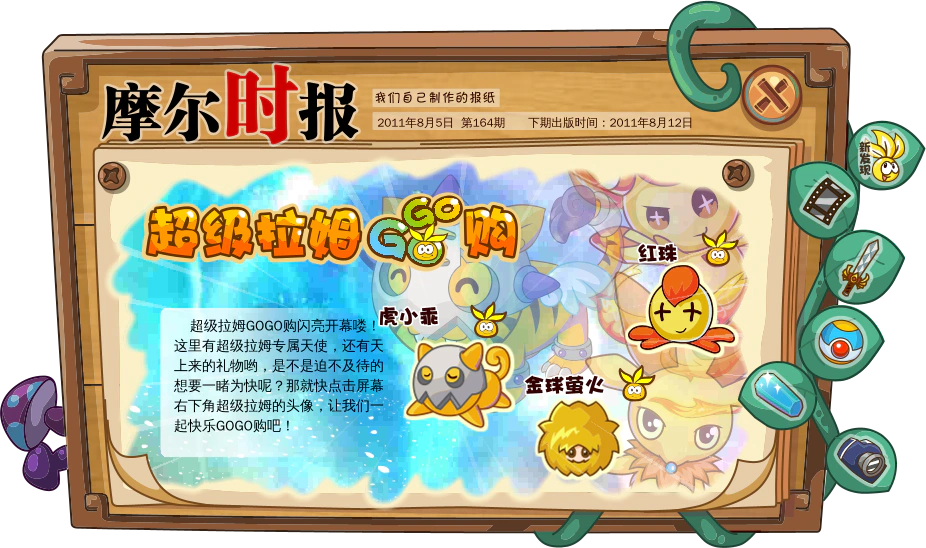 摩尔时报
我们自己制作的报纸
2011年8月5日 第164期 下期出版时间：2011年8月12日
新发现
超级拉姆GOGO购
红珠
虎小乖
金球萤火
超级拉姆GOGO购闪亮开幕喽！
这里有超级拉姆专属天使，还有天
上来的礼物哟，是不是迫不及待的
想要一睹为快呢？那就快点击屏幕
右下角超级拉姆的头像，让我们一
起快乐GOGO购吧！